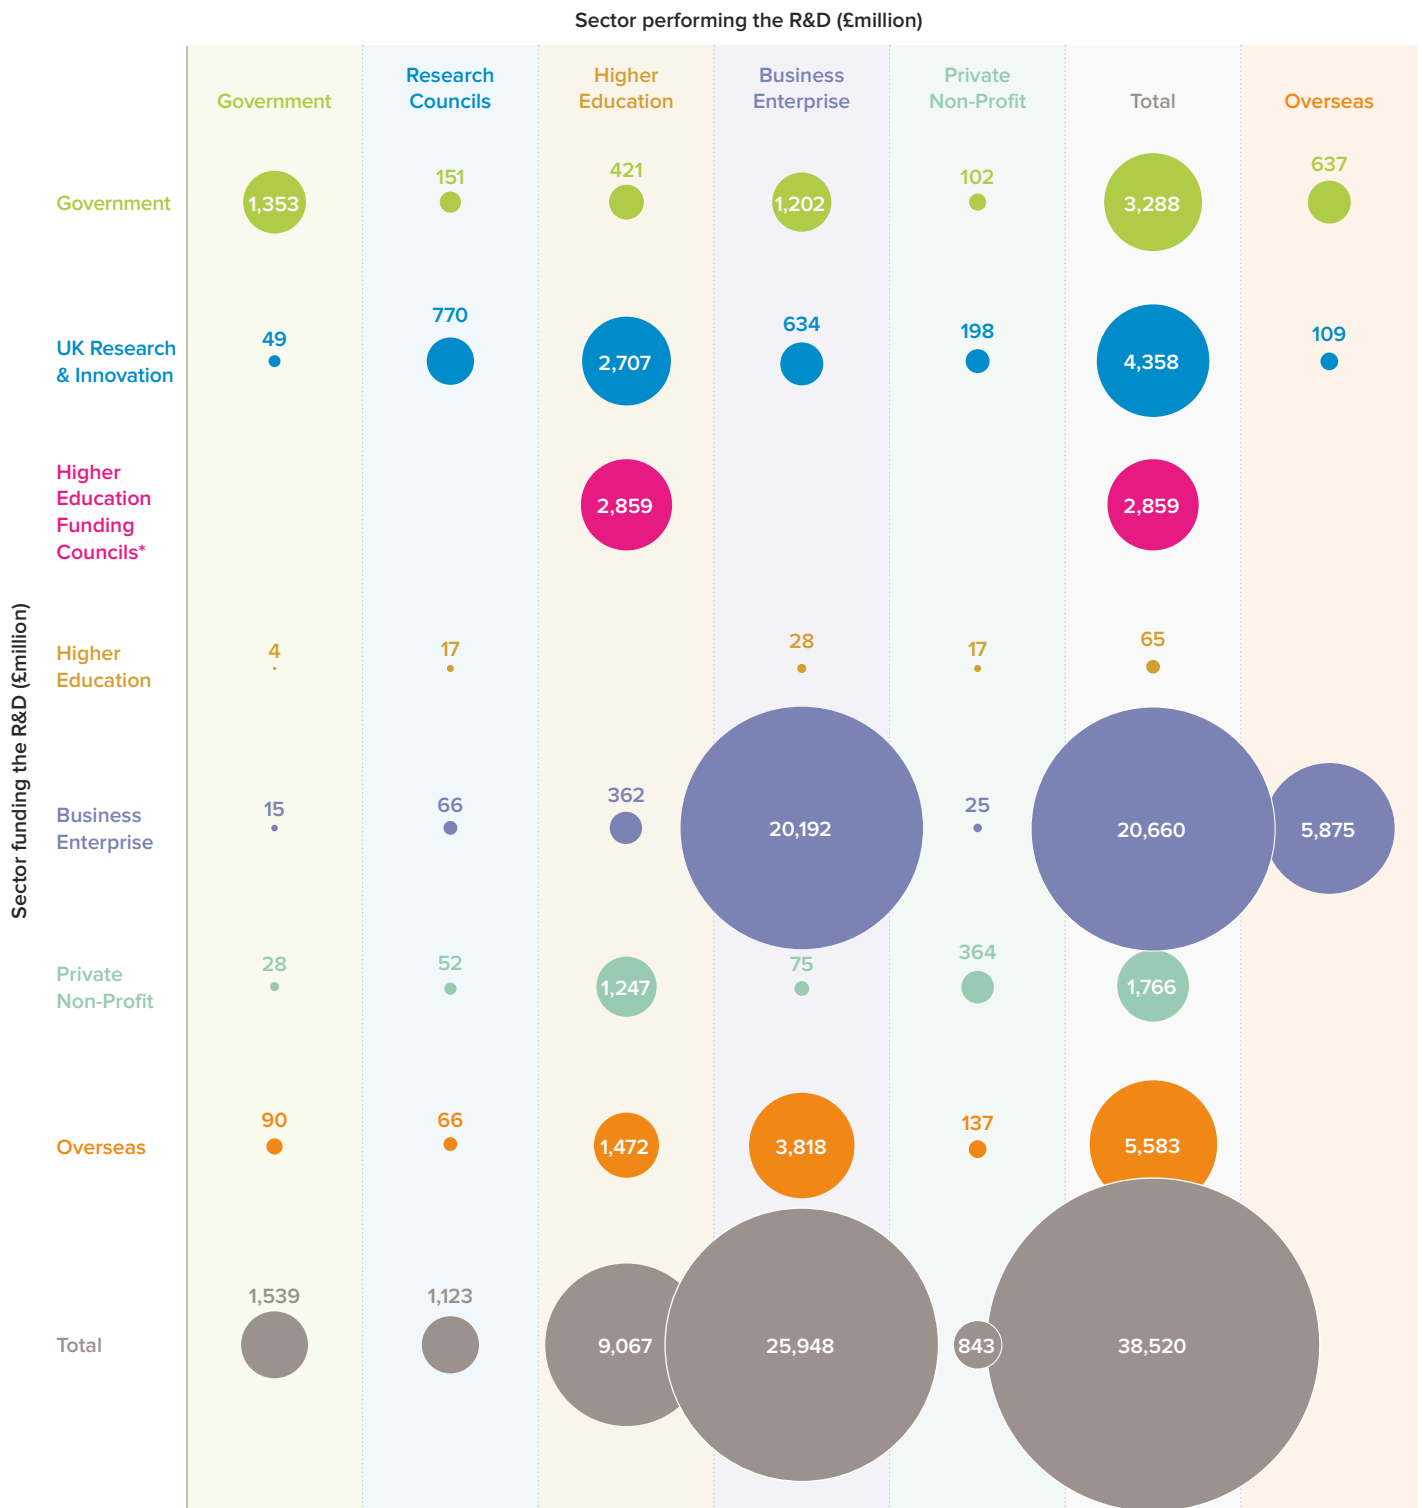 Sector performing the R&D (£million)
Government
Research
Councils
Higher
Education
Business
Enterprise
Private
Non-Profit
Total
Overseas
Sector funding the R&D (£million)
Government
1,353
151
421
1,202
102
3,288
637
UK Research
& Innovation
49
770
2,707
634
198
4,358
109
Higher
Education
Funding
Councils*
2,859
2,859
Higher
Education
4
17
28
17
65
Business
Enterprise
15
66
362
20,192
25
20,660
5,875
Private
Non-Profit
28
52
1,247
75
364
1,766
Overseas
90
66
1,472
3,818
137
5,583
Total
1,539
1,123
9,067
25,948
843
38,520